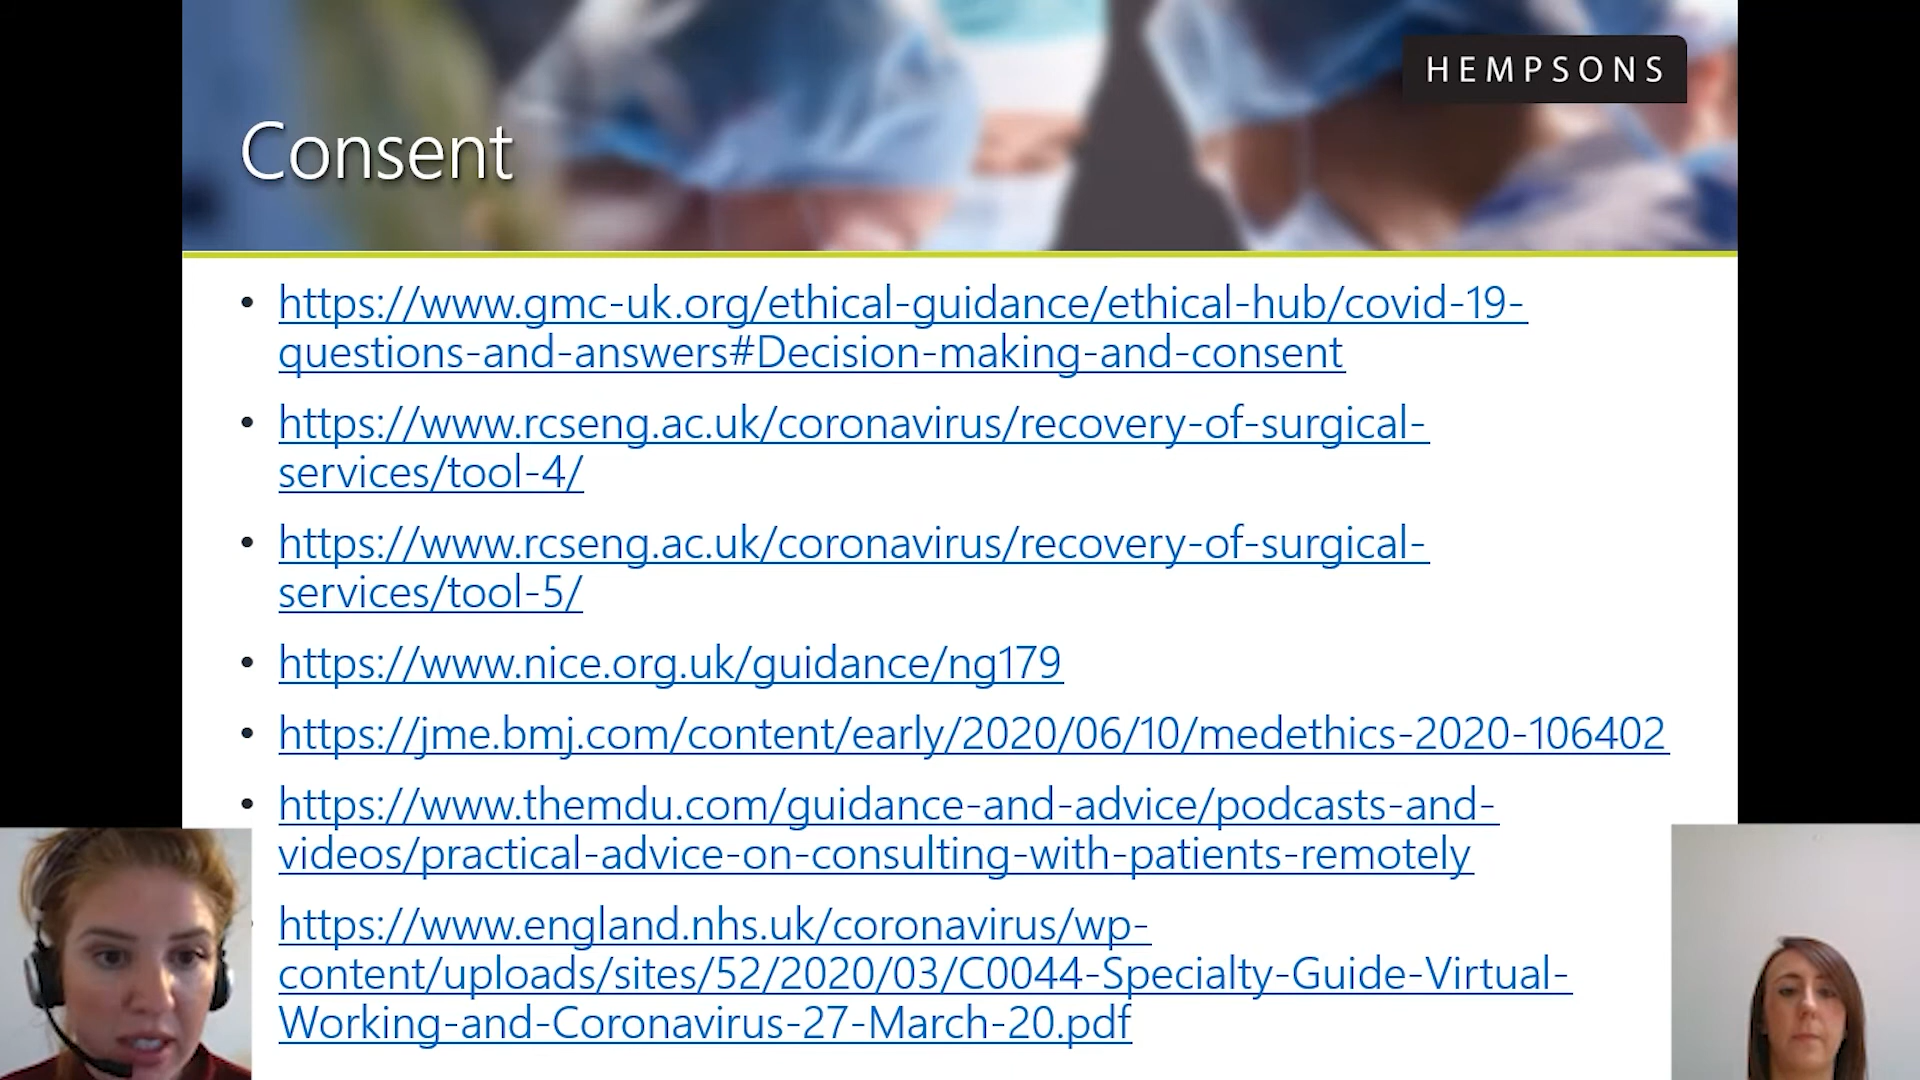 HEMPSONS
Consent
• https://www.gmc-uk.org/ethical-guidance/ethical-hub/covid-19-
questions-and-answers#Decision-making-and-consent
• https://www.rcseng.ac.uk/coronavirus/recovery-of-surgical-
services/tool-4/
• https://www.rcseng.ac.uk/coronavirus/recovery-of-surgical-
services/tool-5/
• https://www.nice.org.uk/guidance/ng179
• https://jme.bmj.com/content/early/2020/06/10/medethics-2020-106402
• https://www.themdu.com/guidance-and-advice/podcasts-and-
videos/practical-advice-on-consulting-with-patients-remotely
https://www.england.nhs.uk/coronavirus/wp-
content/uploads/sites/52/2020/03/C0044-Specialty-Guide-Virtual-
Working-and-Coronavirus-27-March-20.pdf